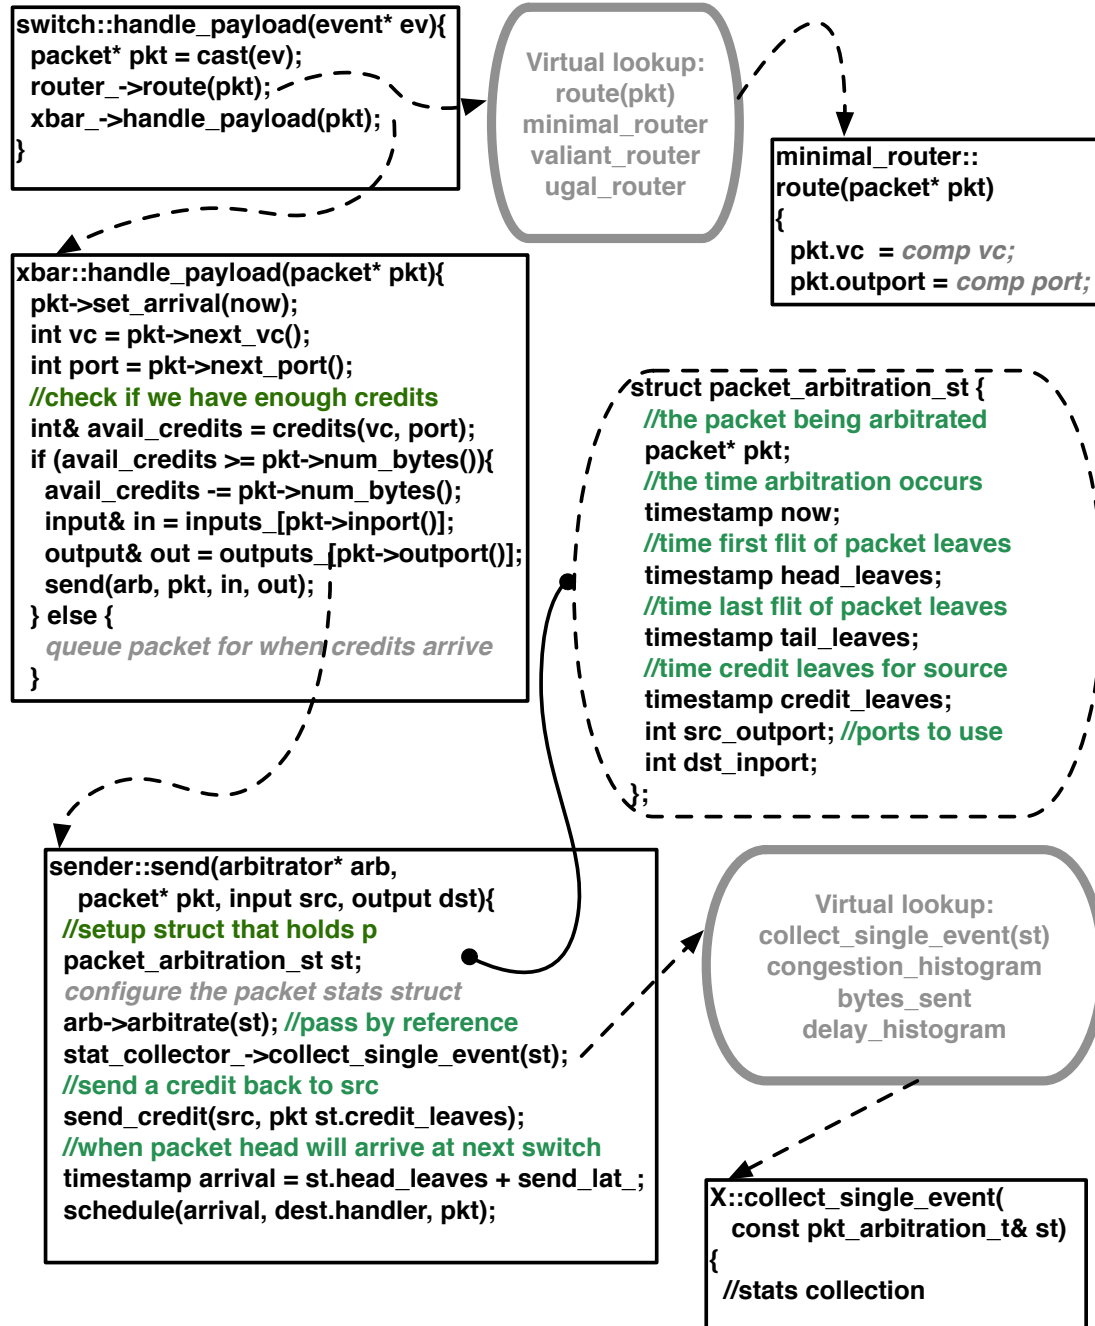 switch::handle_payload(event* ev){
packet* pkt = cast(ev);
router_->route(pkt);
xbar_->handle_payload(pkt);
}
Virtual lookup:
route(pkt)
minimal_router
valiant_router
ugal_router
minimal_router::
route(packet* pkt)
{
pkt.vc = comp vc;
pkt.outport = comp port;
xbar::handle_payload(packet* pkt){
pkt->set_arrival(now);
int vc = pkt->next_vc();
int port = pkt->next_port();
//check if we have enough credits
int& avail_credits = credits(vc, port);
if (avail_credits >= pkt->num_bytes()){
avail_credits -= pkt->num_bytes();
input& in = inputs_[pkt->inport()];
output& out = outputs_[pkt->outport()];
send(arb, pkt, in, out);
} else {
queue packet for when credits arrive
}
struct packet_arbitration_st {
//the packet being arbitrated
packet* pkt;
//the time arbitration occurs
timestamp now;
//time first flit of packet leaves
timestamp head_leaves;
//time last flit of packet leaves
timestamp tail_leaves;
//time credit leaves for source
timestamp credit_leaves;
int src_outport; //ports to use
int dst_inport;
};
sender::send(arbitrator* arb,
packet* pkt, input src, output dst){
//setup struct that holds p
packet_arbitration_st st;
configure the packet stats struct
arb->arbitrate(st); //pass by reference
stat_collector_->collect_single_event(st);
//send a credit back to src
send_credit(src, pkt st.credit_leaves);
//when packet head will arrive at next switch
timestamp arrival = st.head_leaves + send_lat_;
schedule(arrival, dest.handler, pkt);
Virtual lookup:
collect_single_event(st)
congestion_histogram
bytes_sent
delay_histogram
X::collect_single_event(
const pkt_arbitration_t& st)
{
//stats collection